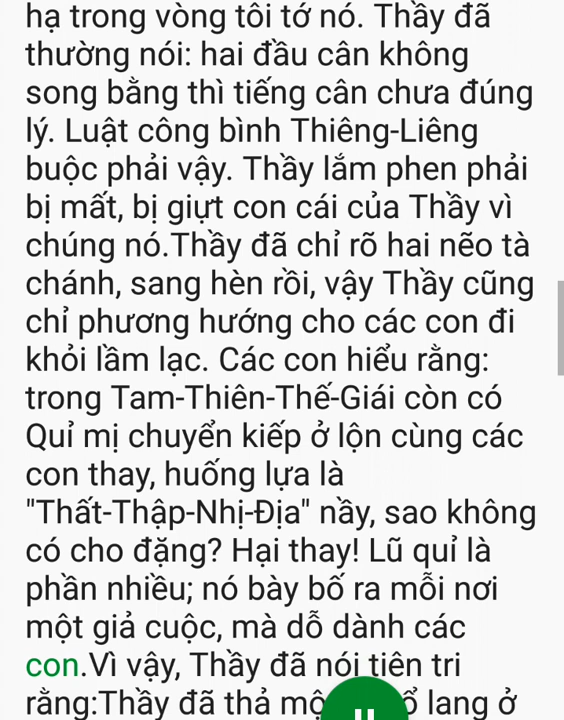 hạ trong vòng tôi tớ nó. Thầy đã
thường nói: hai đầu cân không
song bằng thì tiếng cân chưa đúng
lý. Luật công bình Thiêng-Liêng
buộc phải vậy. Thầy lắm phen phải
bị mất, bị giựt con cái của Thầy vì
chúng nó.Thầy đã chỉ rõ hai nẽo tà
chánh, sang hèn rồi, vậy Thầy cũng
chỉ phương hướng cho các con đi
khỏi lầm lạc. Các con hiểu rằng:
trong Tam-Thiên-Thế-Giái còn có
Quỉ mị chuyển kiếp ở lộn cùng các
con thay, huống lựa là
"Thất-Thập-Nhị-Địa" nầy, sao không
có cho đặng? Hại thay! Lũ quỉ là
phần nhiều; nó bày bố ra mỗi nơi
một giả cuộc, mà dỗ dành các
con.Vì vậy, Thầy đã nói tiên tri
rằng:Thầy đã thả lang ở